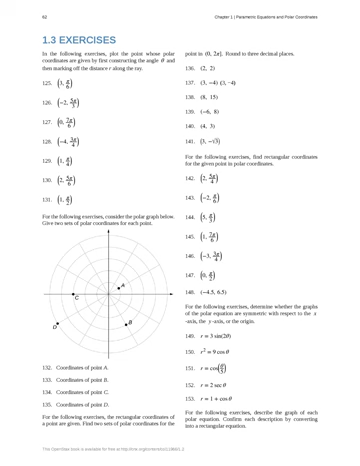 62
Chapter 1 | Parametric Equations and Polar Coordinates
1.3 EXERCISES
In the following exercises, plot the point whose polar
coordinates are given by first constructing the angle θ and
then marking off the distance r along the ray.
125. (3, π/6)
126. (−2, 5π/3)
127. (0, 7π/6)
128. (−4, 3π/4)
129. (1, π/4)
130. (2, 5π/6)
131. (1, π/2)
For the following exercises, consider the polar graph below.
Give two sets of polar coordinates for each point.
A
C
B
D
132. Coordinates of point A.
133. Coordinates of point B.
134. Coordinates of point C.
135. Coordinates of point D.
For the following exercises, the rectangular coordinates of
a point are given. Find two sets of polar coordinates for the
point in (0, 2π]. Round to three decimal places.
136. (2, 2)
137. (3, −4) (3, −4)
138. (8, 15)
139. (−6, 8)
140. (4, 3)
141. (3, −√3)
For the following exercises, find rectangular coordinates
for the given point in polar coordinates.
142. (2, 5π/4)
143. (−2, π/6)
144. (5, π/3)
145. (1, 7π/6)
146. (−3, 3π/4)
147. (0, π/2)
148. (−4.5, 6.5)
For the following exercises, determine whether the graphs
of the polar equation are symmetric with respect to the x
-axis, the y -axis, or the origin.
149. r = 3 sin(2θ)
150. r² = 9 cos θ
151. r = cos(θ/5)
152. r = 2 sec θ
153. r = 1 + cos θ
For the following exercises, describe the graph of each
polar equation. Confirm each description by converting
into a rectangular equation.
This OpenStax book is available for free at http://cnx.org/content/col11965/1.2